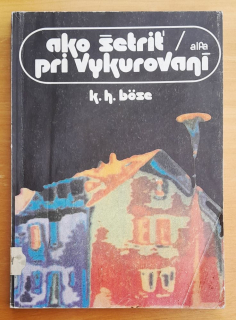 ako šetriť / alfa
pri vykurovaní
k. h. böse